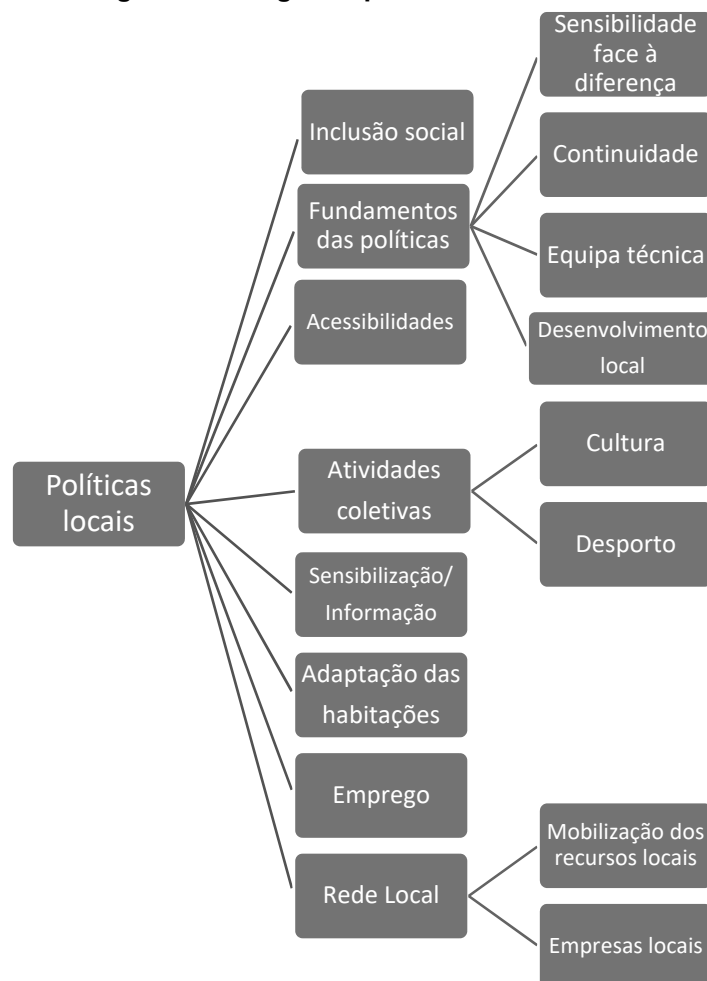 Políticas
locais
Inclusão social
Fundamentos
das políticas
Sensibilidade
face à
diferença
Continuidade
Equipa técnica
Desenvolvimento
local
Acessibilidades
Atividades
coletivas
Cultura
Desporto
Sensibilização/
Informação
Adaptação das
habitações
Emprego
Rede Local
Mobilização dos
recursos locais
Empresas locais